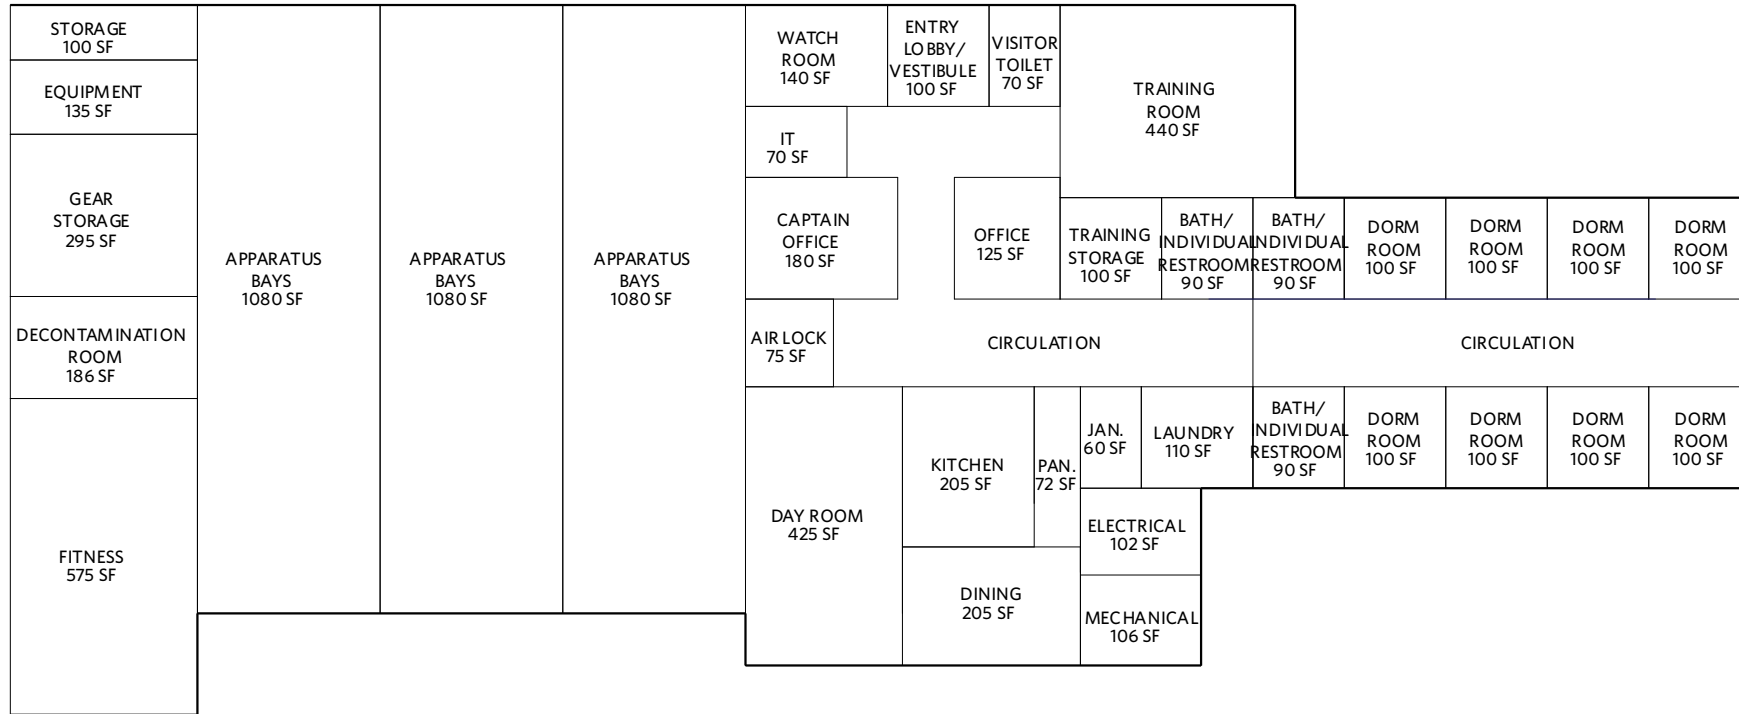 STORAGE
100 SF
EQUIPMENT
135 SF
GEAR
STORAGE
295 SF
DECONTAMINATION
ROOM
186 SF
FITNESS
575 SF
APPARATUS
BAYS
1080 SF
APPARATUS
BAYS
1080 SF
APPARATUS
BAYS
1080 SF
WATCH
ROOM
140 SF
ENTRY
LOBBY/
VESTIBULE
100 SF
VISITOR
TOILET
70 SF
TRAINING
ROOM
440 SF
IT
70 SF
CAPTAIN
OFFICE
180 SF
OFFICE
125 SF
TRAINING
STORAGE
100 SF
BATH/
INDIVIDUAL
RESTROOM
90 SF
BATH/
INDIVIDUAL
RESTROOM
90 SF
DORM
ROOM
100 SF
DORM
ROOM
100 SF
DORM
ROOM
100 SF
DORM
ROOM
100 SF
AIR LOCK
75 SF
CIRCULATION
CIRCULATION
DAY ROOM
425 SF
KITCHEN
205 SF
PAN.
72 SF
JAN.
60 SF
LAUNDRY
110 SF
BATH/
INDIVIDUAL
RESTROOM
90 SF
DORM
ROOM
100 SF
DORM
ROOM
100 SF
DORM
ROOM
100 SF
DORM
ROOM
100 SF
ELECTRICAL
102 SF
DINING
205 SF
MECHANICAL
106 SF